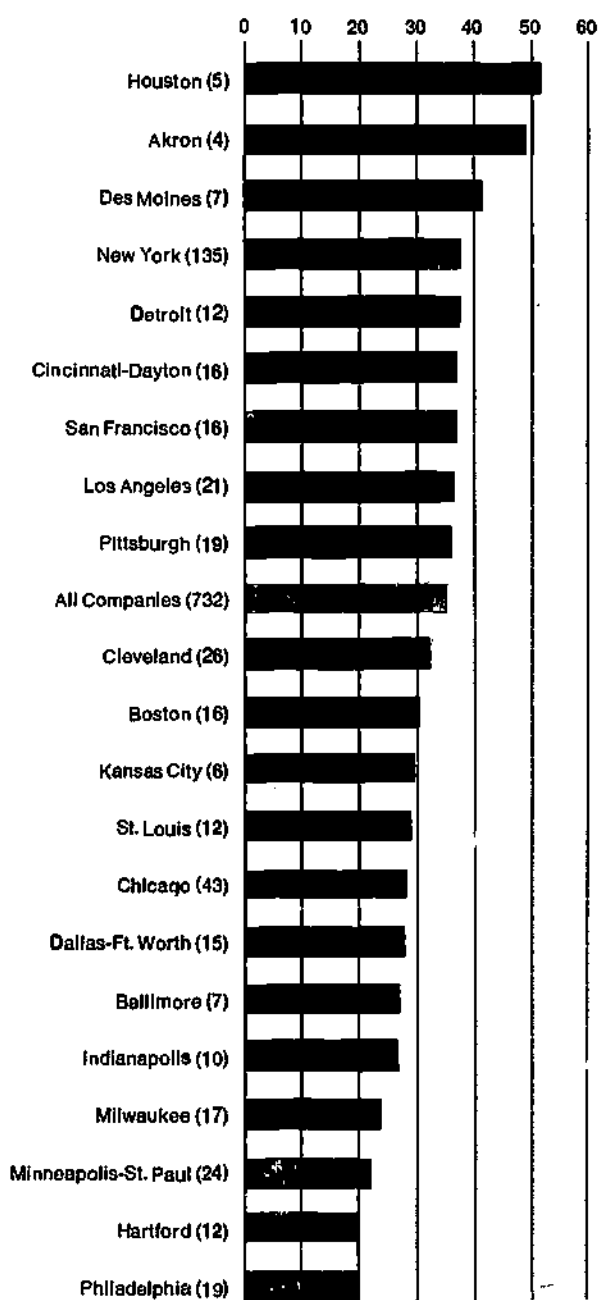 0 10 20 30 40 50 60
Houston (5)
Akron (4)
Des Moines (7)
New York (135)
Detroit (12)
Cincinnati-Dayton (16)
San Francisco (16)
Los Angeles (21)
Pittsburgh (19)
All Companies (732)
Cleveland (26)
Boston (16)
Kansas City (6)
St. Louis (12)
Chicago (43)
Dallas-Ft. Worth (15)
Baltimore (7)
Indianapolis (10)
Milwaukee (17)
Minneapolis-St. Paul (24)
Hartford (12)
Philadelphia (19)